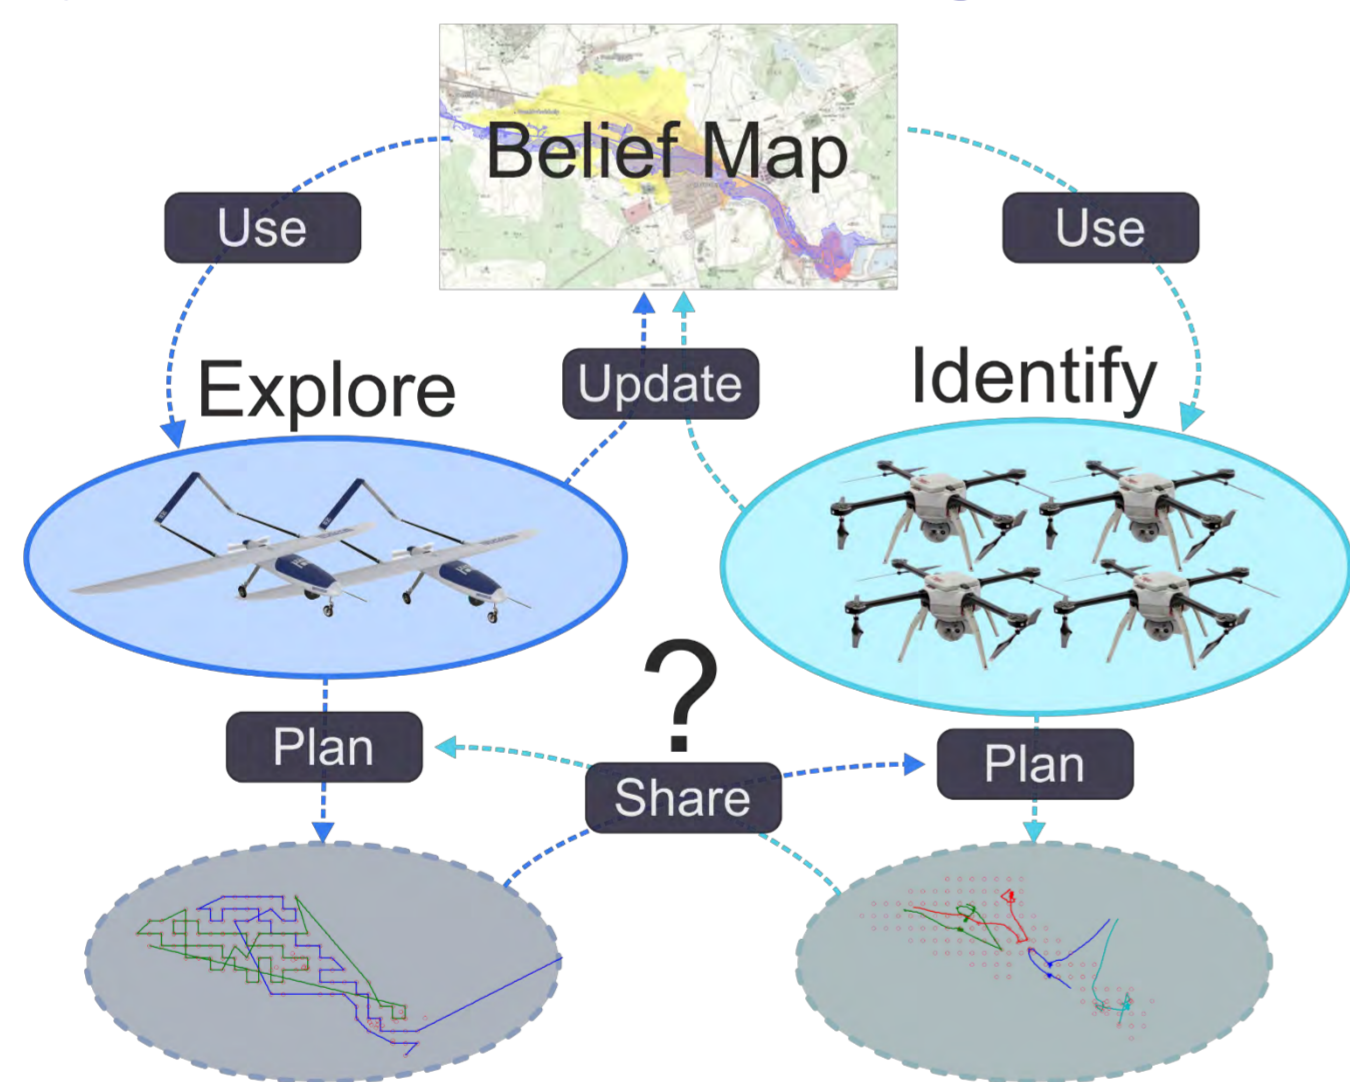 Belief Map
Use
Use
Explore
Update
Identify
?
Plan
Share
Plan